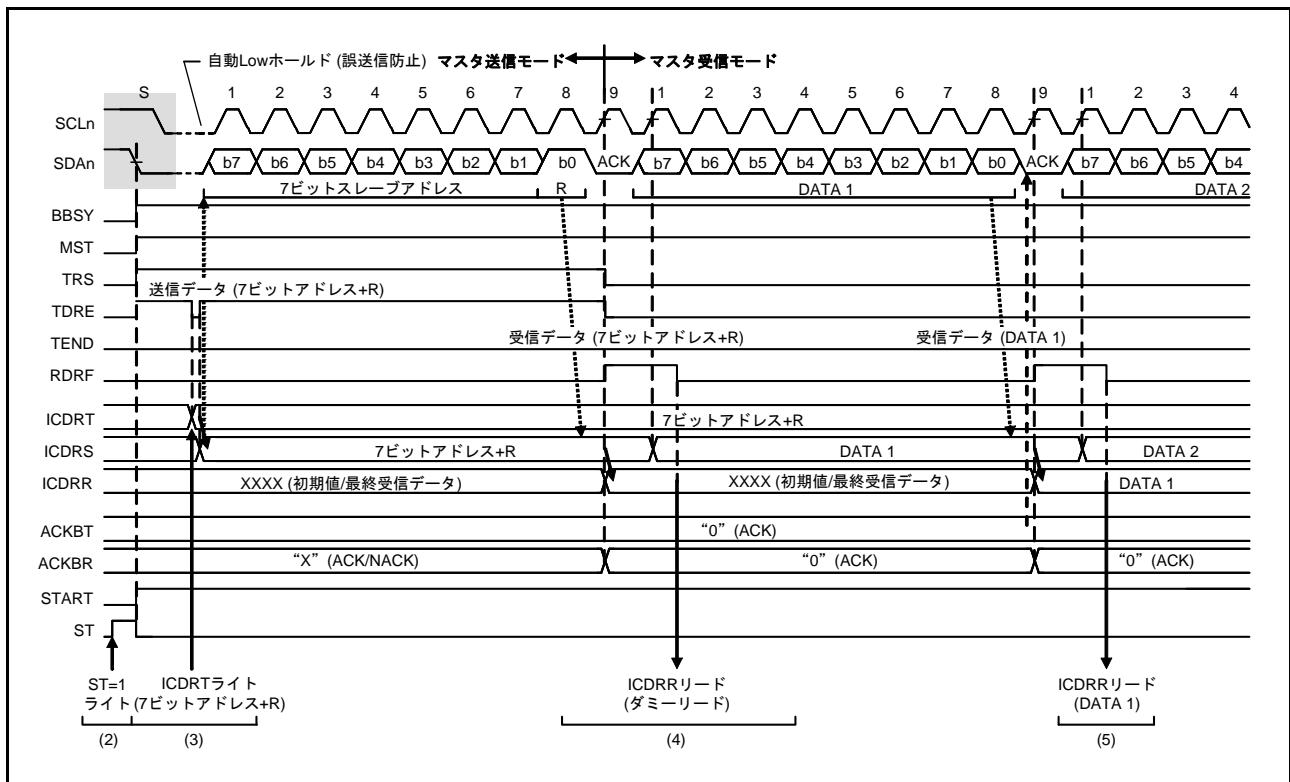 自動Lowホールド (誤送信防止) マスタ送信モード マスタ受信モード
S 1 2 3 4 5 6 7 8 9 1 2 3 4 5 6 7 8 9 1 2 3 4
SCLn
SDAn b7 b6 b5 b4 b3 b2 b1 b0 ACK b7 b6 b5 b4 b3 b2 b1 b0 ACK b7 b6 b5 b4
7ビットスレーブアドレス R DATA 1 DATA 2
BBSY
MST
TRS
送信データ (7ビットアドレス+R)
TDRE
受信データ (7ビットアドレス+R) 受信データ (DATA 1)
TEND
RDRF
ICDRT 7ビットアドレス+R
ICDRS 7ビットアドレス+R DATA 1 DATA 2
ICDRR XXXX (初期値/最終受信データ) XXXX (初期値/最終受信データ) DATA 1
ACKBT “0” (ACK)
ACKBR “X” (ACK/NACK) “0” (ACK) “0” (ACK)
START
ST
ST=1 ICDRTライト ICDRRリード ICDRRリード
ライト (7ビットアドレス+R) (ダミーリード) (DATA 1)
(2) (3) (4) (5)